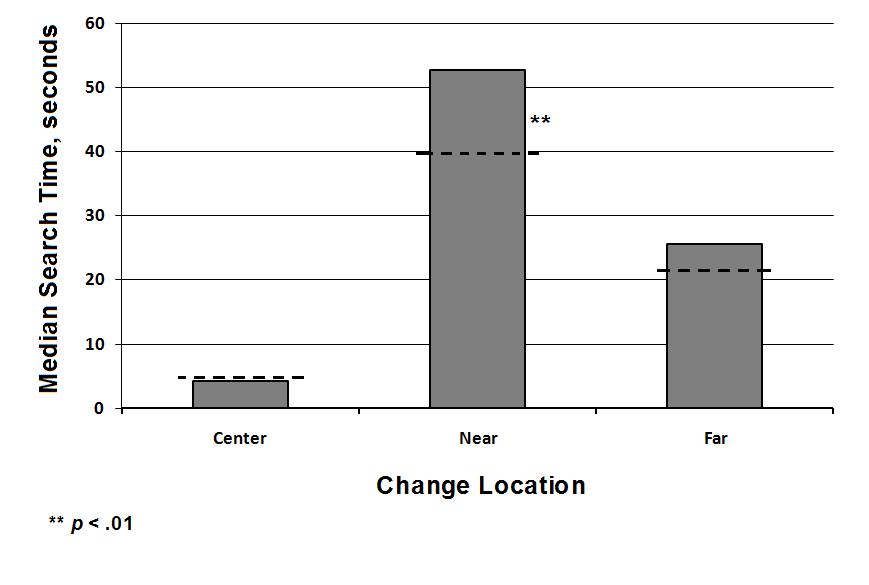 Median Search Time, seconds
60
50
40
30
20
10
0
**
Center Near Far
Change Location
** p < .01